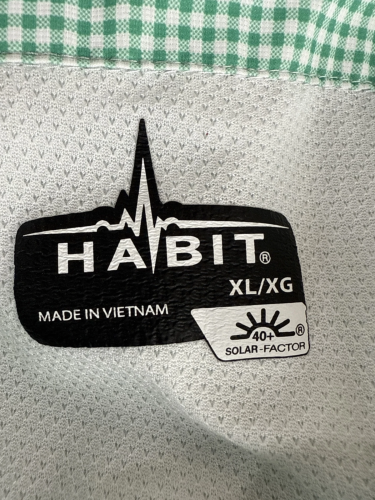 HABIT®
XL/XG
MADE IN VIETNAM
40+ ®
SOLAR-FACTOR